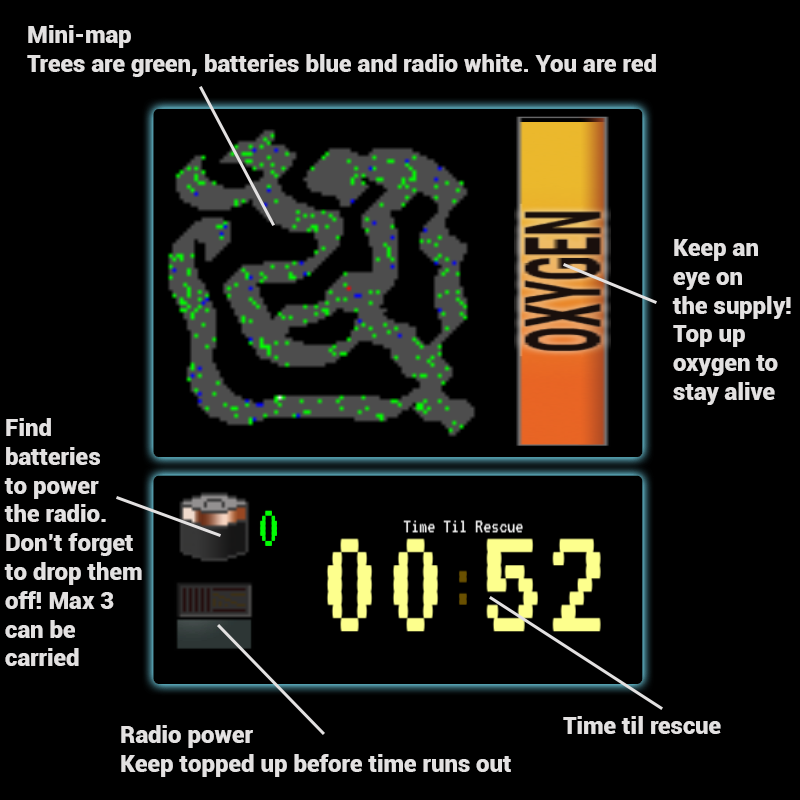 Mini-map
Trees are green, batteries blue and radio white. You are red
OXYGEN
Keep an
eye on
the supply!
Top up
oxygen to
stay alive
Find
batteries
to power
the radio.
Don't forget
to drop them
off! Max 3
can be
carried
0
Time Til Rescue
00:52
Radio power
Keep topped up before time runs out
Time til rescue